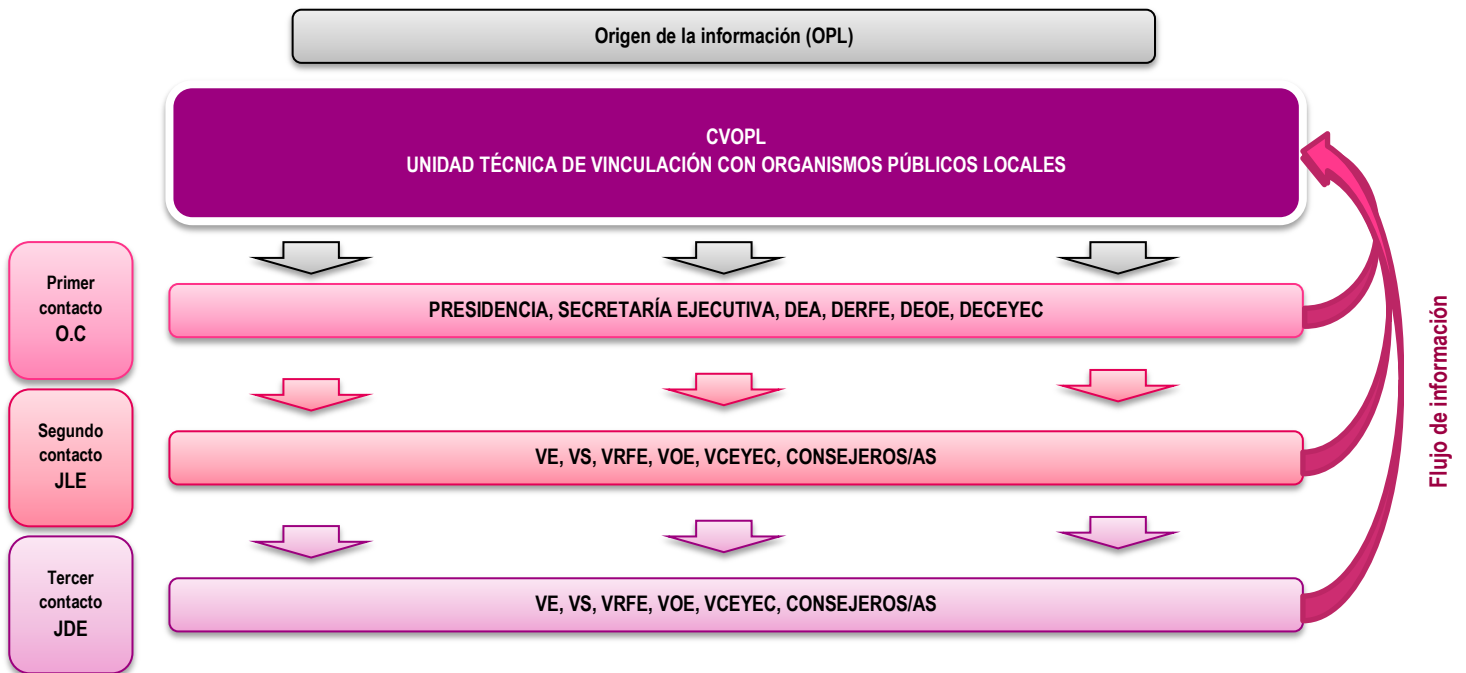 Origen de la información (OPL)
CVOPL
UNIDAD TÉCNICA DE VINCULACIÓN CON ORGANISMOS PÚBLICOS LOCALES
Primer
contacto
O.C
PRESIDENCIA, SECRETARÍA EJECUTIVA, DEA, DERFE, DEOE, DECEYEC
Segundo
contacto
JLE
VE, VS, VRFE, VOE, VCEYEC, CONSEJEROS/AS
Tercer
contacto
JDE
VE, VS, VRFE, VOE, VCEYEC, CONSEJEROS/AS
Flujo de información